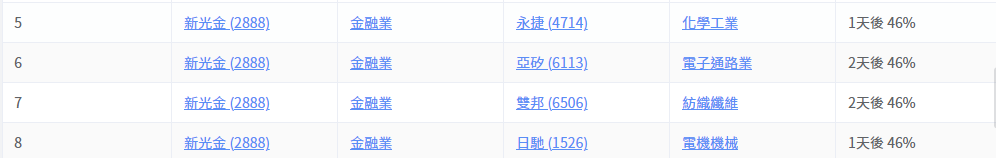 5 新光金 (2888) 金融業 永捷 (4714) 化學工業 1天後 46%
6 新光金 (2888) 金融業 亞矽 (6113) 電子通路業 2天後 46%
7 新光金 (2888) 金融業 雙邦 (6506) 紡織纖維 2天後 46%
8 新光金 (2888) 金融業 日馳 (1526) 電機機械 1天後 46%